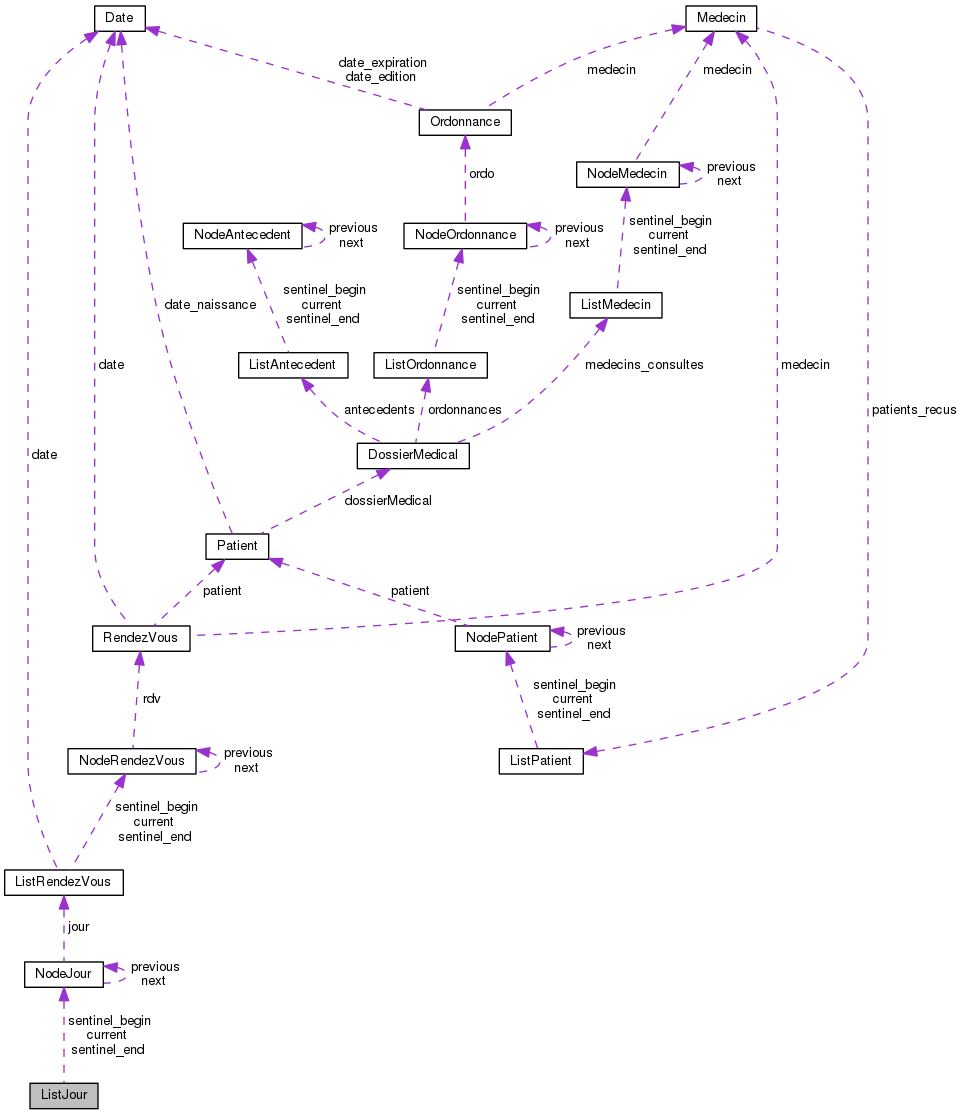 Date
Medecin
date_expiration
date_edition
medecin
medecin
Ordonnance
ordo
NodeMedecin
previous
next
NodeAntecedent
previous
next
NodeOrdonnance
previous
next
sentinel_begin
current
sentinel_end
date_naissance
sentinel_begin
current
sentinel_end
sentinel_begin
current
sentinel_end
ListMedecin
date
ListAntecedent
ListOrdonnance
medecins_consultes
medecin
antecedents
ordonnances
patients_recus
date
DossierMedical
dossierMedical
Patient
patient
patient
RendezVous
NodePatient
previous
next
rdv
sentinel_begin
current
sentinel_end
NodeRendezVous
previous
next
ListPatient
sentinel_begin
current
sentinel_end
ListRendezVous
jour
NodeJour
previous
next
sentinel_begin
current
sentinel_end
ListJour